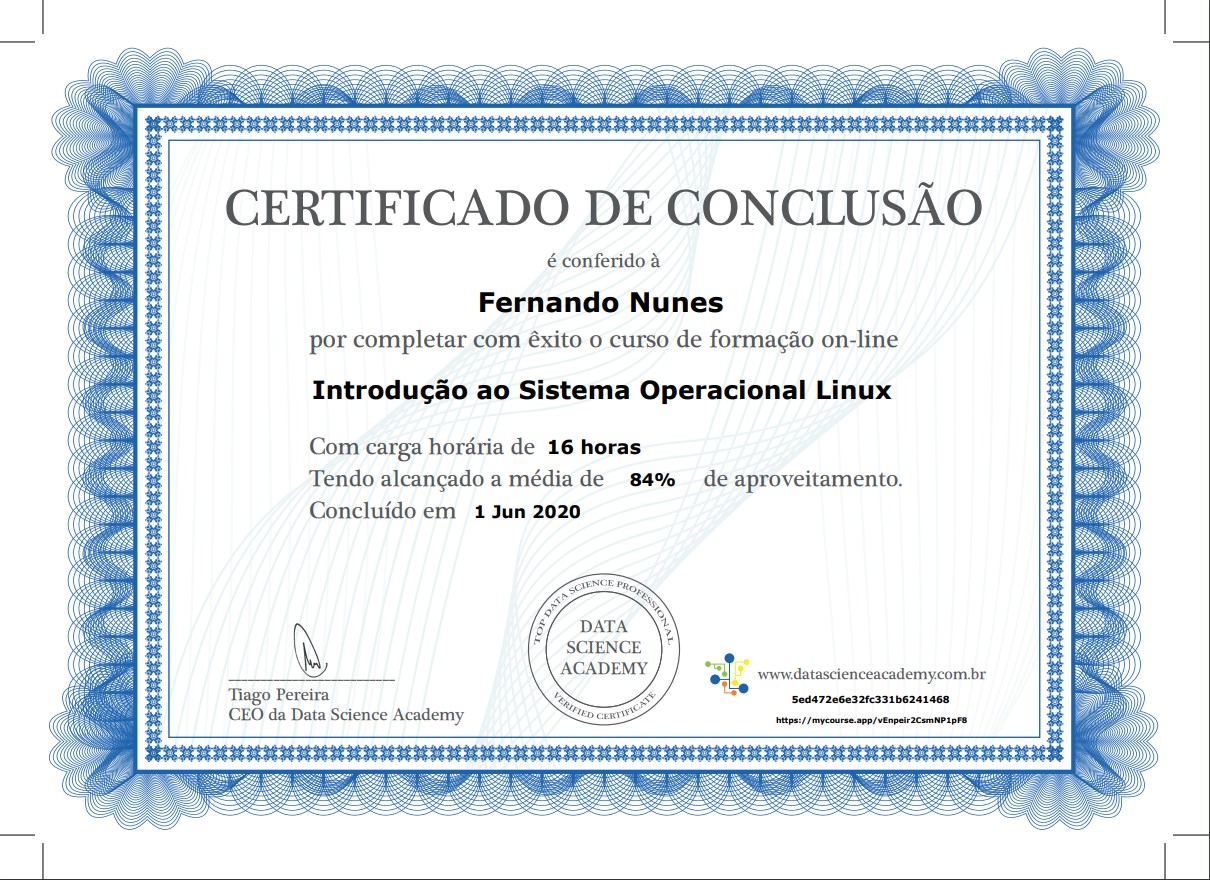 CERTIFICADO DE CONCLUSÃO
é conferido à
Fernando Nunes
por completar com êxito o curso de formação on-line
Introdução ao Sistema Operacional Linux
Com carga horária de 16 horas
Tendo alcançado a média de 84% de aproveitamento.
Concluído em 1 Jun 2020
TOP DATA SCIENCE PROFESSIONAL
DATA
SCIENCE
ACADEMY
VERIFIED CERTIFICATE
Tiago Pereira
CEO da Data Science Academy
www.datascienceacademy.com.br
5ed472e6e32fc331b6241468
https://mycourse.app/vEnpeir2CsmNP1pF8